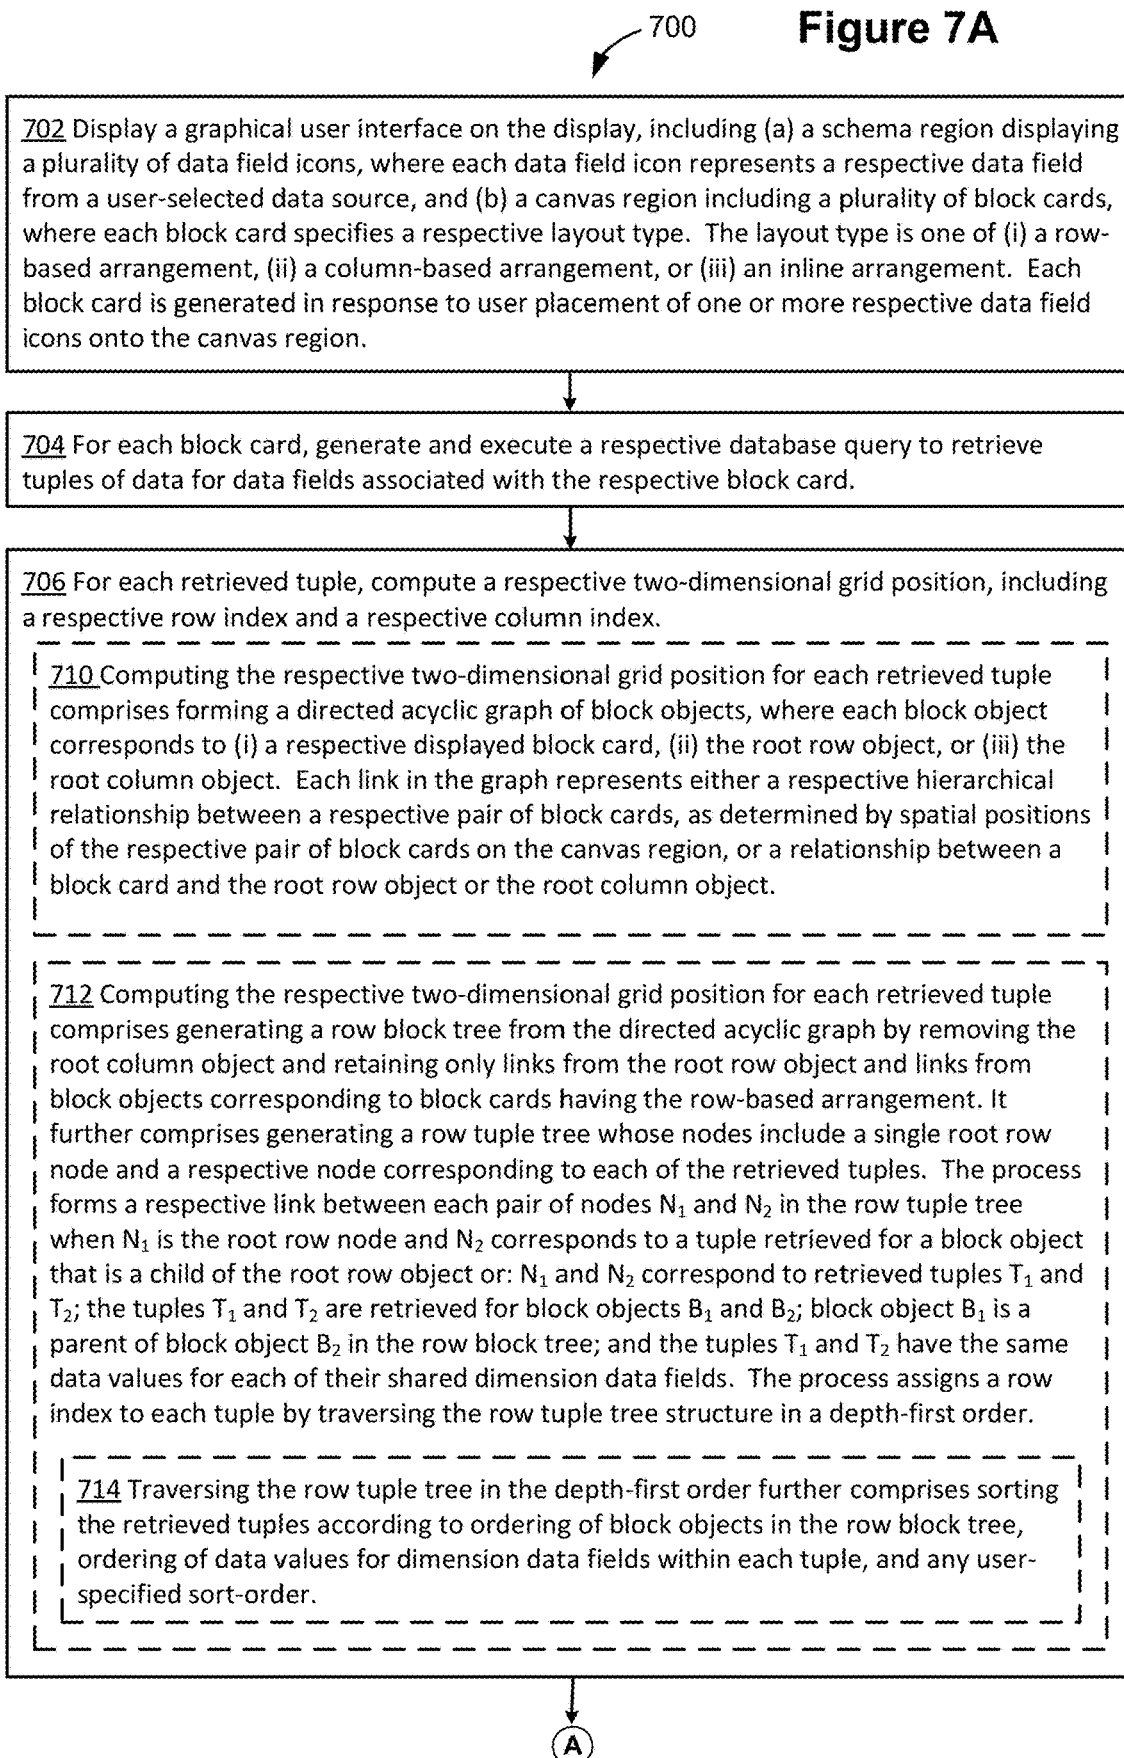 700
Figure 7A
702 Display a graphical user interface on the display, including (a) a schema region displaying
a plurality of data field icons, where each data field icon represents a respective data field
from a user-selected data source, and (b) a canvas region including a plurality of block cards,
where each block card specifies a respective layout type. The layout type is one of (i) a row-
based arrangement, (ii) a column-based arrangement, or (iii) an inline arrangement. Each
block card is generated in response to user placement of one or more respective data field
icons onto the canvas region.
704 For each block card, generate and execute a respective database query to retrieve
tuples of data for data fields associated with the respective block card.
706 For each retrieved tuple, compute a respective two-dimensional grid position, including
a respective row index and a respective column index.
710 Computing the respective two-dimensional grid position for each retrieved tuple
comprises forming a directed acyclic graph of block objects, where each block object
corresponds to (i) a respective displayed block card, (ii) the root row object, or (iii) the
root column object. Each link in the graph represents either a respective hierarchical
relationship between a respective pair of block cards, as determined by spatial positions
of the respective pair of block cards on the canvas region, or a relationship between a
block card and the root row object or the root column object.
712 Computing the respective two-dimensional grid position for each retrieved tuple
comprises generating a row block tree from the directed acyclic graph by removing the
root column object and retaining only links from the root row object and links from
block objects corresponding to block cards having the row-based arrangement. It
further comprises generating a row tuple tree whose nodes include a single root row
node and a respective node corresponding to each of the retrieved tuples. The process
forms a respective link between each pair of nodes N₁ and N₂ in the row tuple tree
when N₁ is the root row node and N₂ corresponds to a tuple retrieved for a block object
that is a child of the root row object or: N₁ and N₂ correspond to retrieved tuples T₁ and
T₂; the tuples T₁ and T₂ are retrieved for block objects B₁ and B₂; block object B₁ is a
parent of block object B₂ in the row block tree; and the tuples T₁ and T₂ have the same
data values for each of their shared dimension data fields. The process assigns a row
index to each tuple by traversing the row tuple tree structure in a depth-first order.
714 Traversing the row tuple tree in the depth-first order further comprises sorting
the retrieved tuples according to ordering of block objects in the row block tree,
ordering of data values for dimension data fields within each tuple, and any user-
specified sort-order.
A